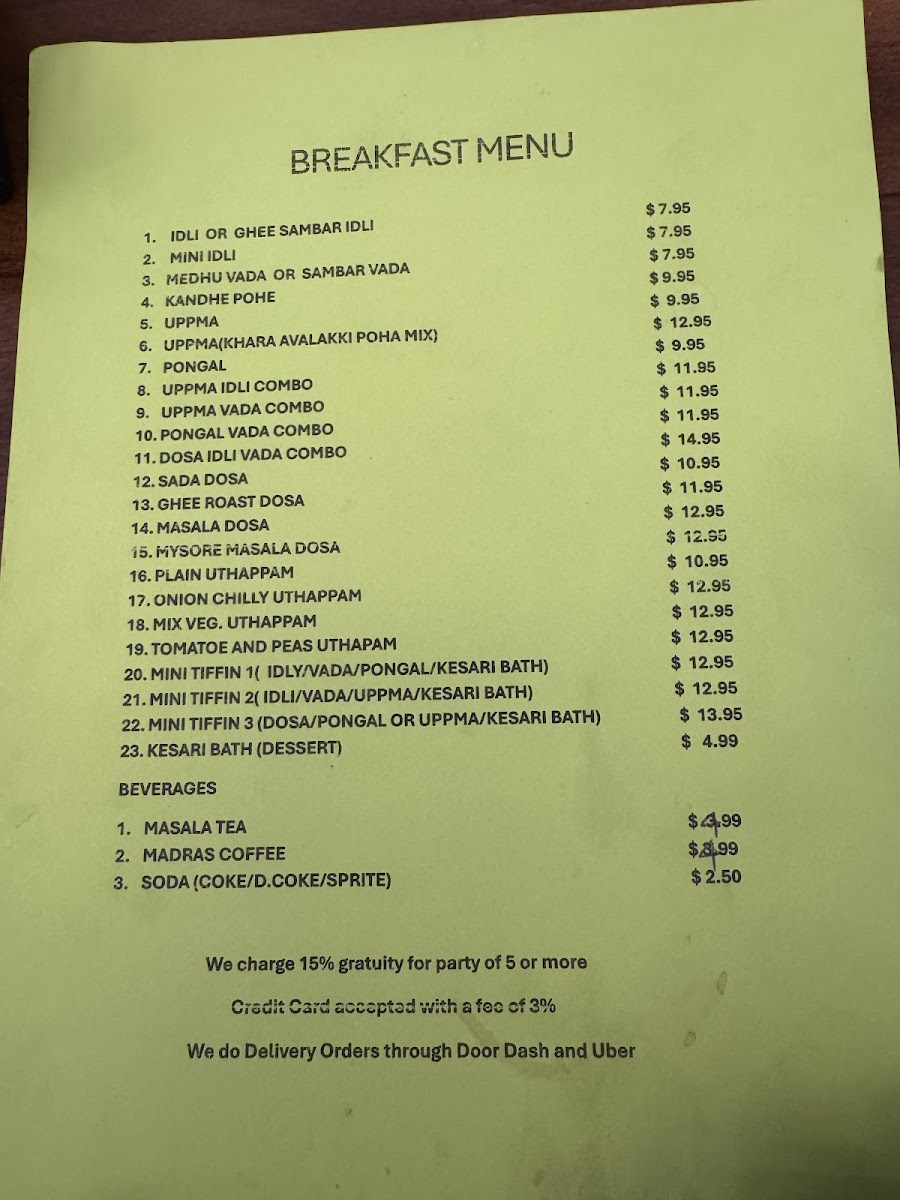 BREAKFAST MENU
1. IDLI OR GHEE SAMBAR IDLI $7.95
2. MINI IDLI $7.95
3. MEDHU VADA OR SAMBAR VADA $7.95
4. KANDHE POHE $9.95
5. UPPMA $ 9.95
6. UPPMA(KHARA AVALAKKI POHA MIX) $ 12.95
7. PONGAL $ 9.95
8. UPPMA IDLI COMBO $ 11.95
9. UPPMA VADA COMBO $ 11.95
10. PONGAL VADA COMBO $ 11.95
11. DOSA IDLI VADA COMBO $ 14.95
12. SADA DOSA $ 10.95
13. GHEE ROAST DOSA $ 11.95
14. MASALA DOSA $ 12.95
15. MYSORE MASALA DOSA $ 12.95
16. PLAIN UTHAPPAM $ 10.95
17. ONION CHILLY UTHAPPAM $ 12.95
18. MIX VEG. UTHAPPAM $ 12.95
19. TOMATOE AND PEAS UTHAPAM $ 12.95
20. MINI TIFFIN 1( IDLY/VADA/PONGAL/KESARI BATH) $ 12.95
21. MINI TIFFIN 2( IDLI/VADA/UPPMA/KESARI BATH) $ 12.95
22. MINI TIFFIN 3 (DOSA/PONGAL OR UPPMA/KESARI BATH) $ 13.95
23. KESARI BATH (DESSERT) $ 4.99
BEVERAGES
1. MASALA TEA $4.99
2. MADRAS COFFEE $4.99
3. SODA (COKE/D.COKE/SPRITE) $2.50
We charge 15% gratuity for party of 5 or more
Credit Card accepted with a fee of 3%
We do Delivery Orders through Door Dash and Uber